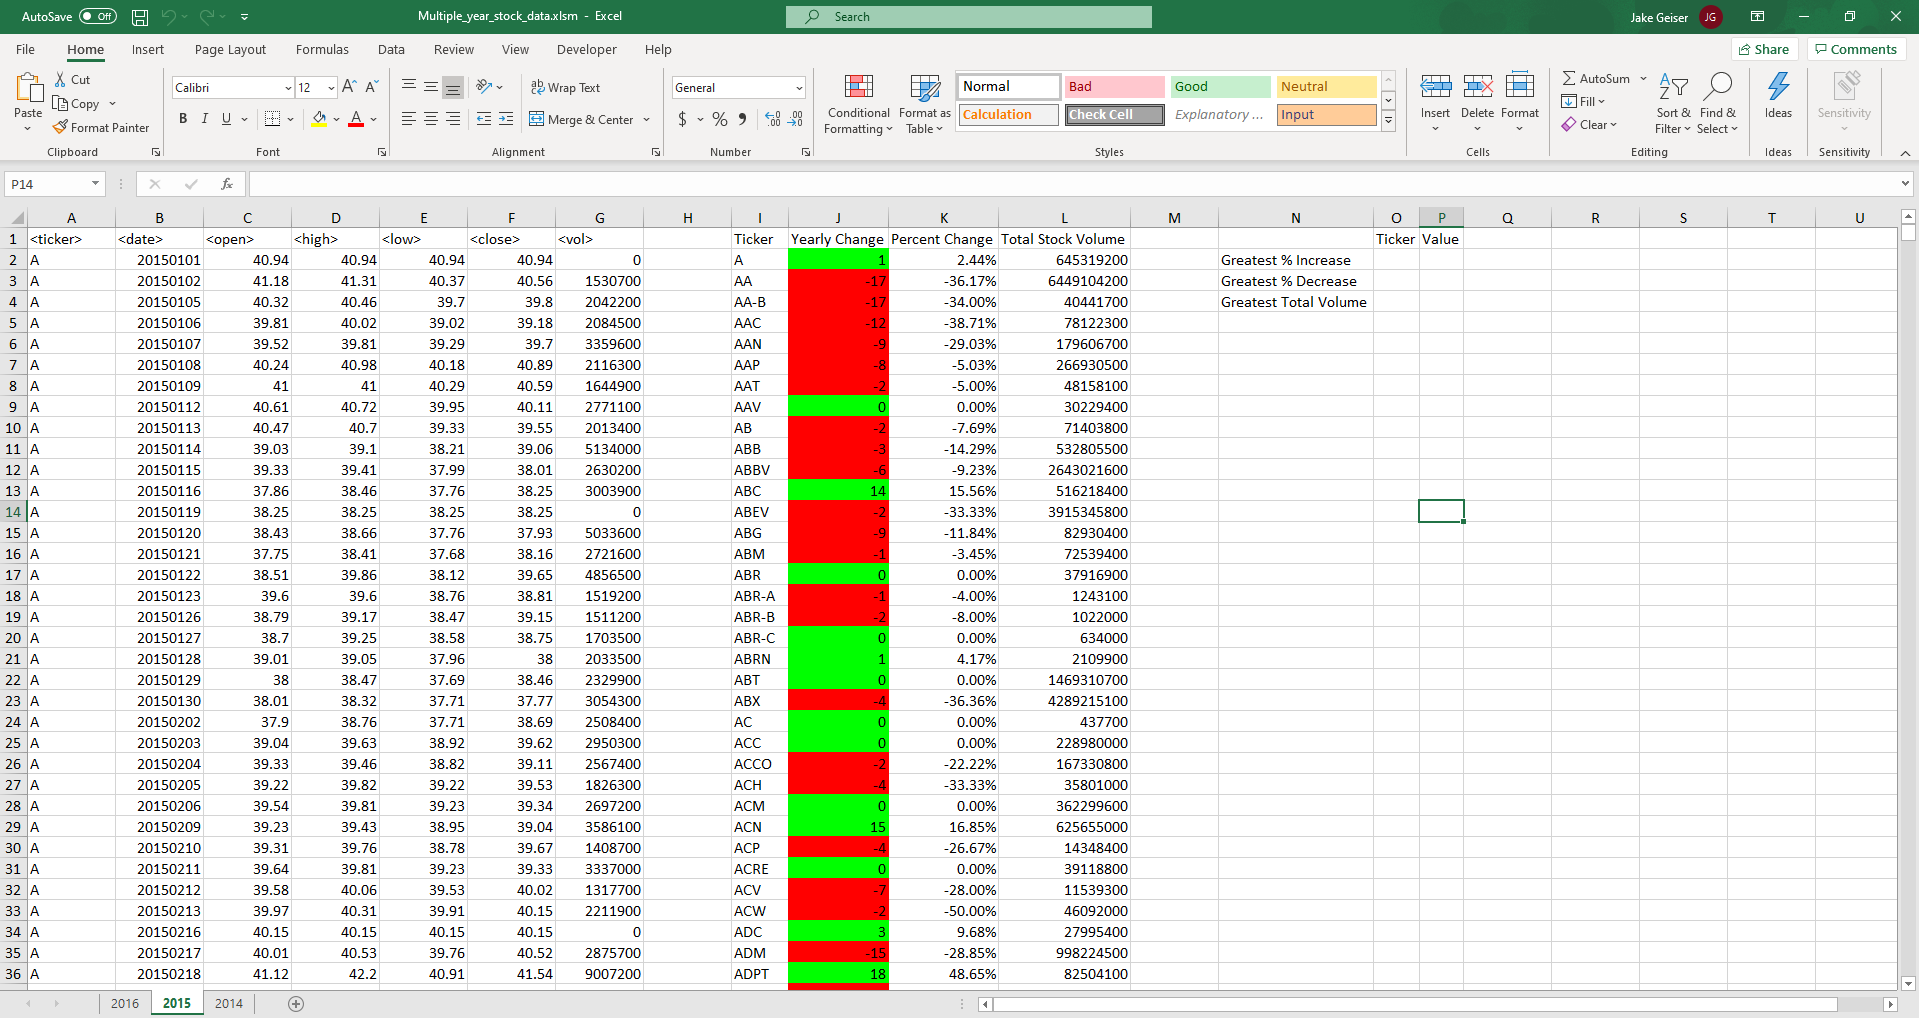 AutoSave Off Multiple_year_stock_data.xlsm - Excel Search Jake Geiser JG
File Home Insert Page Layout Formulas Data Review View Developer Help Share Comments
Paste Cut Copy Format Painter Clipboard
Calibri 12 B I U A A A Font
ab Wrap Text Merge & Center Alignment
General $ % Number
Conditional Formatting Format as Table Normal Bad Good Neutral
Calculation Check Cell Explanatory ... Input Styles
Insert Delete Format Cells
AutoSum Fill Clear Sort & Filter Find & Select Editing
Ideas Ideas Sensitivity Sensitivity
P14 fx
A B C D E F G H I J K L M N O P Q R S T U
1 <ticker> <date> <open> <high> <low> <close> <vol> Ticker Yearly Change Percent Change Total Stock Volume Ticker Value
2 A 20150101 40.94 40.94 40.94 40.94 0 A 1 2.44% 645319200 Greatest % Increase
3 A 20150102 41.18 41.31 40.37 40.56 1530700 AA -17 -36.17% 6449104200 Greatest % Decrease
4 A 20150105 40.32 40.46 39.7 39.8 2042200 AA-B -17 -34.00% 40441700 Greatest Total Volume
5 A 20150106 39.81 40.02 39.02 39.18 2084500 AAC -12 -38.71% 78122300
6 A 20150107 39.52 39.81 39.29 39.7 3359600 AAN -9 -29.03% 179606700
7 A 20150108 40.24 40.98 40.18 40.89 2116300 AAP -8 -5.03% 266930500
8 A 20150109 41 41 40.29 40.59 1644900 AAT -2 -5.00% 48158100
9 A 20150112 40.61 40.72 39.95 40.11 2771100 AAV 0 0.00% 30229400
10 A 20150113 40.47 40.7 39.33 39.55 2013400 AB -2 -7.69% 71403800
11 A 20150114 39.03 39.1 38.21 39.06 5134000 ABB -3 -14.29% 532805500
12 A 20150115 39.33 39.41 37.99 38.01 2630200 ABBV -6 -9.23% 2643021600
13 A 20150116 37.86 38.46 37.76 38.25 3003900 ABC 14 15.56% 516218400
14 A 20150119 38.25 38.25 38.25 38.25 0 ABEV -2 -33.33% 3915345800
15 A 20150120 38.43 38.66 37.76 37.93 5033600 ABG -9 -11.84% 82930400
16 A 20150121 37.75 38.41 37.68 38.16 2721600 ABM -1 -3.45% 72539400
17 A 20150122 38.51 39.86 38.12 39.65 4856500 ABR 0 0.00% 37916900
18 A 20150123 39.6 39.6 38.76 38.81 1519200 ABR-A -1 -4.00% 1243100
19 A 20150126 38.79 39.17 38.47 39.15 1511200 ABR-B -2 -8.00% 1022000
20 A 20150127 38.7 39.25 38.58 38.75 1703500 ABR-C 0 0.00% 634000
21 A 20150128 39.01 39.05 37.96 38 2033500 ABRN 1 4.17% 2109900
22 A 20150129 38 38.47 37.69 38.46 2329900 ABT 0 0.00% 1469310700
23 A 20150130 38.01 38.32 37.71 37.77 3054300 ABX -4 -36.36% 4289215100
24 A 20150202 37.9 38.76 37.71 38.69 2508400 AC 0 0.00% 437700
25 A 20150203 39.04 39.63 38.92 39.62 2950300 ACC 0 0.00% 228980000
26 A 20150204 39.33 39.46 38.82 39.11 2567400 ACCO -2 -22.22% 167330800
27 A 20150205 39.22 39.82 39.22 39.53 1826300 ACH -4 -33.33% 35801000
28 A 20150206 39.54 39.81 39.23 39.34 2697200 ACM 0 0.00% 362299600
29 A 20150209 39.23 39.43 38.95 39.04 3586100 ACN 15 16.85% 625655000
30 A 20150210 39.31 39.76 38.78 39.67 1408700 ACP -4 -26.67% 14348400
31 A 20150211 39.64 39.81 39.23 39.33 3337000 ACRE 0 0.00% 39118800
32 A 20150212 39.58 40.06 39.53 40.02 1317700 ACV -7 -28.00% 11539300
33 A 20150213 39.97 40.31 39.91 40.15 2211900 ACW -2 -50.00% 46092000
34 A 20150216 40.15 40.15 40.15 40.15 0 ADC 3 9.68% 27995400
35 A 20150217 40.01 40.53 39.76 40.52 2875700 ADM -15 -28.85% 998224500
36 A 20150218 41.12 42.2 40.91 41.54 9007200 ADPT 18 48.65% 82504100
2016 2015 2014